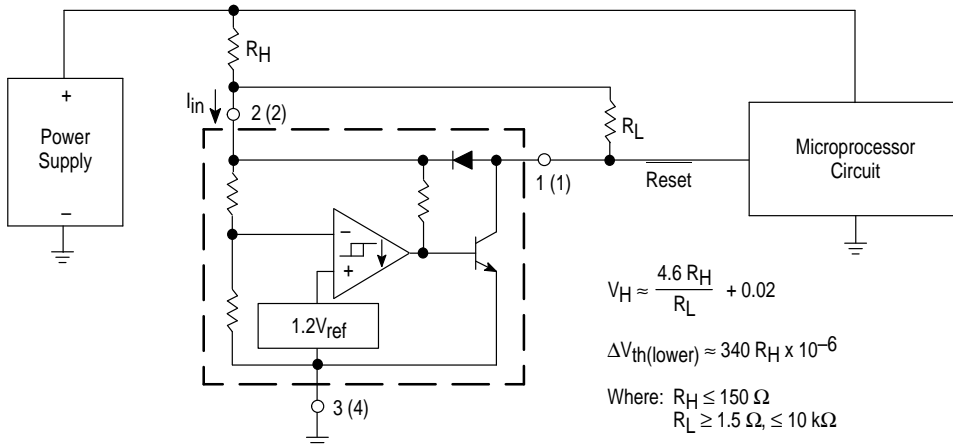 R_H
I_in
2 (2)
R_L
+
Power
Supply
–
1 (1)
Reset
Microprocessor
Circuit
–
+
1.2V_ref
3 (4)
V_H ≈ 4.6 R_H / R_L + 0.02
ΔV_th(lower) ≈ 340 R_H x 10^–6
Where: R_H ≤ 150 Ω
R_L ≥ 1.5 Ω, ≤ 10 kΩ